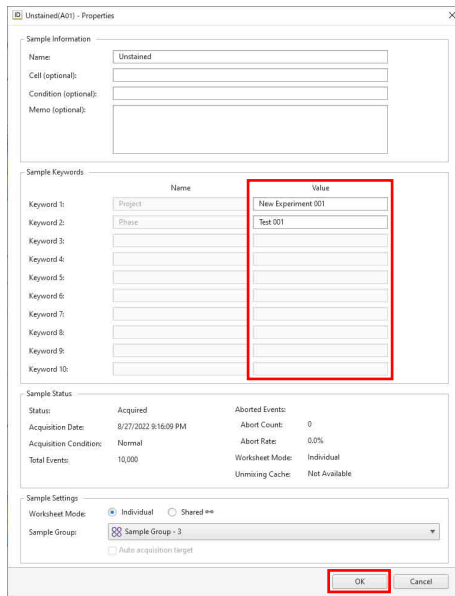 Unstained(A01) - Properties
Sample Information
Name: Unstained
Cell (optional):
Condition (optional):
Memo (optional):
Sample Keywords
Name Value
Keyword 1: Project New Experiment 001
Keyword 2: Phase Test 001
Keyword 3:
Keyword 4:
Keyword 5:
Keyword 6:
Keyword 7:
Keyword 8:
Keyword 9:
Keyword 10:
Sample Status
Status: Acquired Aborted Events:
Acquisition Date: 8/27/2022 9:16:09 PM Abort Count: 0
Acquisition Condition: Normal Abort Rate: 0.0%
Total Events: 10,000 Worksheet Mode: Individual
Unmixing Cache: Not Available
Sample Settings
Worksheet Mode: Individual Shared
Sample Group: Sample Group - 3
Auto acquisition target
OK Cancel